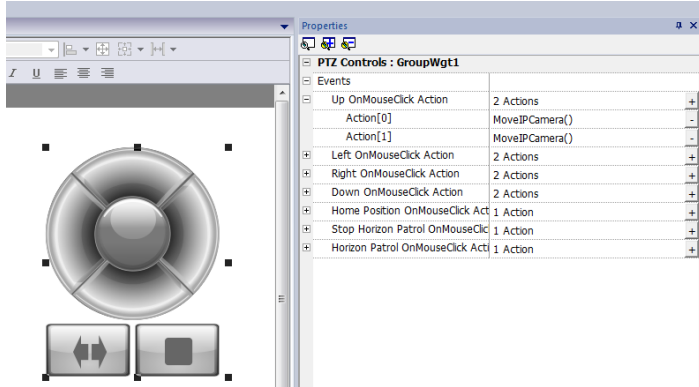 Properties
I U
PTZ Controls : GroupWgt1
Events
Up OnMouseClick Action 2 Actions +
Action[0] MoveIPCamera() -
Action[1] MoveIPCamera() -
Left OnMouseClick Action 2 Actions +
Right OnMouseClick Action 2 Actions +
Down OnMouseClick Action 2 Actions +
Home Position OnMouseClick Act 1 Action +
Stop Horizon Patrol OnMouseClic 1 Action +
Horizon Patrol OnMouseClick Acti 1 Action +